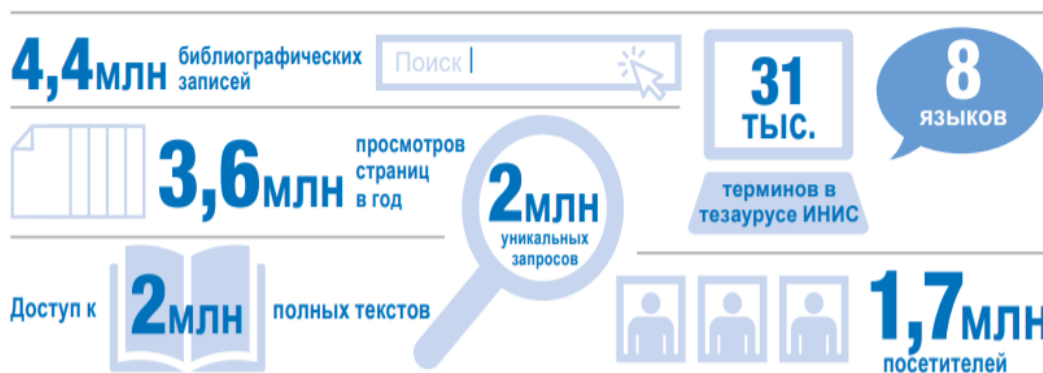 4,4млн библиографических
записей
Поиск
31
ТЫС.
терминов в
тезаурусе ИНИС
8
языков
3,6млн
просмотров
страниц
в год
2млн
уникальных
запросов
Доступ к 2млн полных текстов
1,7млн
посетителей